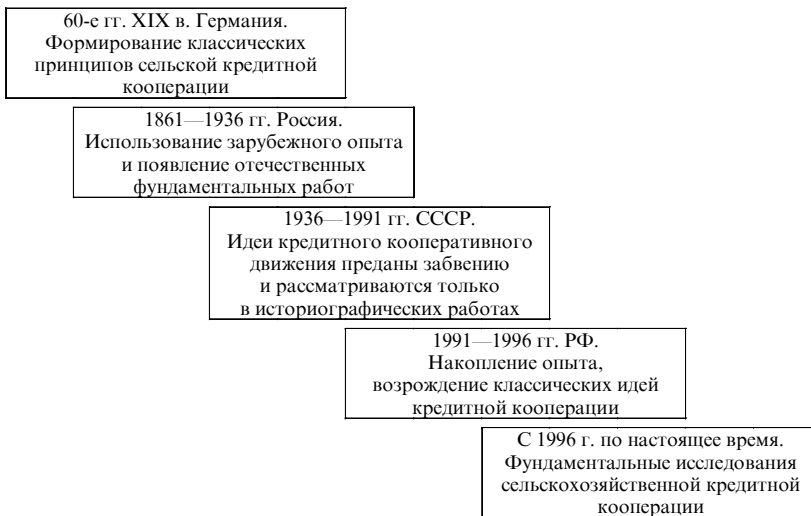 60-е гг. XIX в. Германия.
Формирование классических
принципов сельской кредитной
кооперации
1861—1936 гг. Россия.
Использование зарубежного опыта
и появление отечественных
фундаментальных работ
1936—1991 гг. СССР.
Идеи кредитного кооперативного
движения преданы забвению
и рассматриваются только
в историографических работах
1991—1996 гг. РФ.
Накопление опыта,
возрождение классических идей
кредитной кооперации
С 1996 г. по настоящее время.
Фундаментальные исследования
сельскохозяйственной кредитной
кооперации